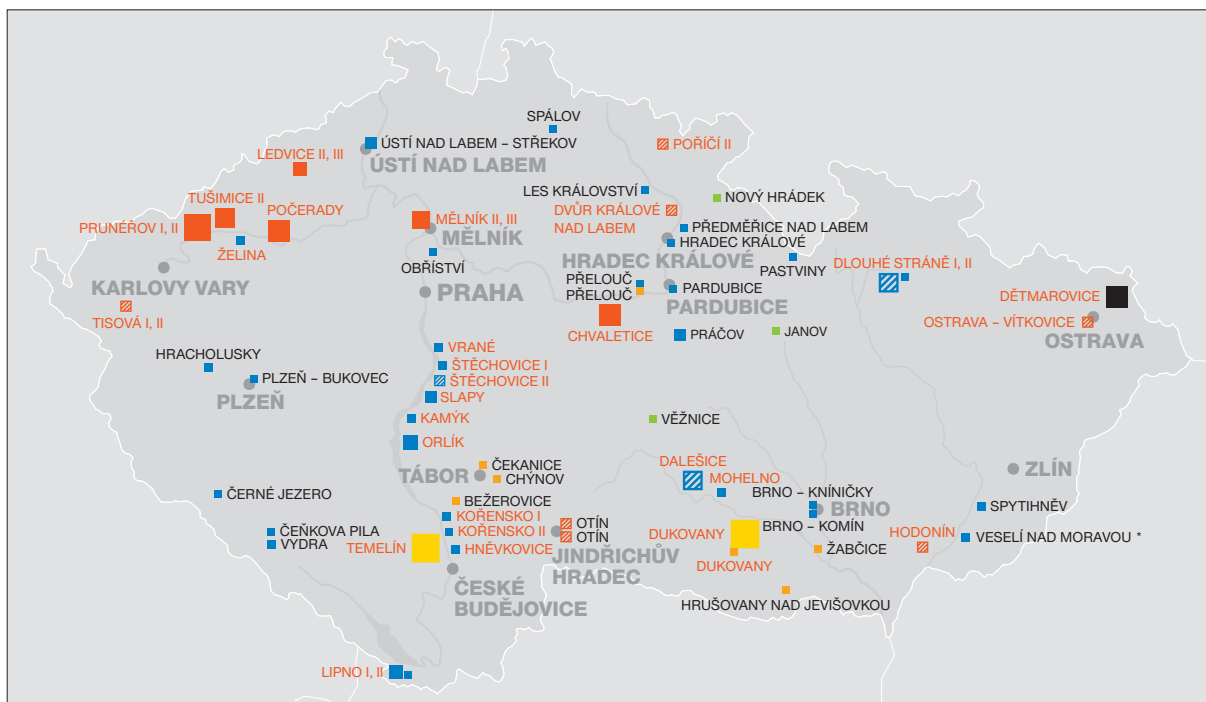 SPÁLOV
ÚSTÍ NAD LABEM – STŘEKOV
ÚSTÍ NAD LABEM
POŘÍČÍ II
LEDVICE II, III
TUŠIMICE II
LES KRÁLOVSTVÍ
NOVÝ HRÁDEK
PRUNÉŘOV I, II
POČERADY
ŽELINA
MĚLNÍK II, III
MĚLNÍK
DVŮR KRÁLOVÉ
NAD LABEM
PŘEDMĚŘICE NAD LABEM
HRADEC KRÁLOVÉ
HRADEC KRÁLOVÉ
OBŘÍSTVÍ
PASTVINY
DLOUHÉ STRÁNĚ I, II
KARLOVY VARY
PRAHA
PŘELOUČ
PŘELOUČ
PARDUBICE
PARDUBICE
DĚTMAROVICE
TISOVÁ I, II
CHVALETICE
PRÁČOV
JANOV
OSTRAVA – VÍTKOVICE
OSTRAVA
HRACHOLUSKY
PLZEŇ – BUKOVEC
PLZEŇ
VRANÉ
ŠTĚCHOVICE I
ŠTĚCHOVICE II
SLAPY
KAMÝK
ORLÍK
VĚŽNICE
TÁBOR
ČEKANICE
CHÝNOV
DALEŠICE
MOHELNO
ZLÍN
ČERNÉ JEZERO
BEŽEROVICE
BRNO – KNÍNIČKY
BRNO
BRNO – KOMÍN
SPYTIHNĚV
ČEŇKOVA PILA
VYDRA
TEMELÍN
KOŘENSKO I
KOŘENSKO II
HNĚVKOVICE
OTÍN
OTÍN
JINDŘICHŮV
HRADEC
DUKOVANY
DUKOVANY
ŽABČICE
HODONÍN
VESELÍ NAD MORAVOU *
ČESKÉ
BUDĚJOVICE
HRUŠOVANY NAD JEVIŠOVKOU
LIPNO I, II